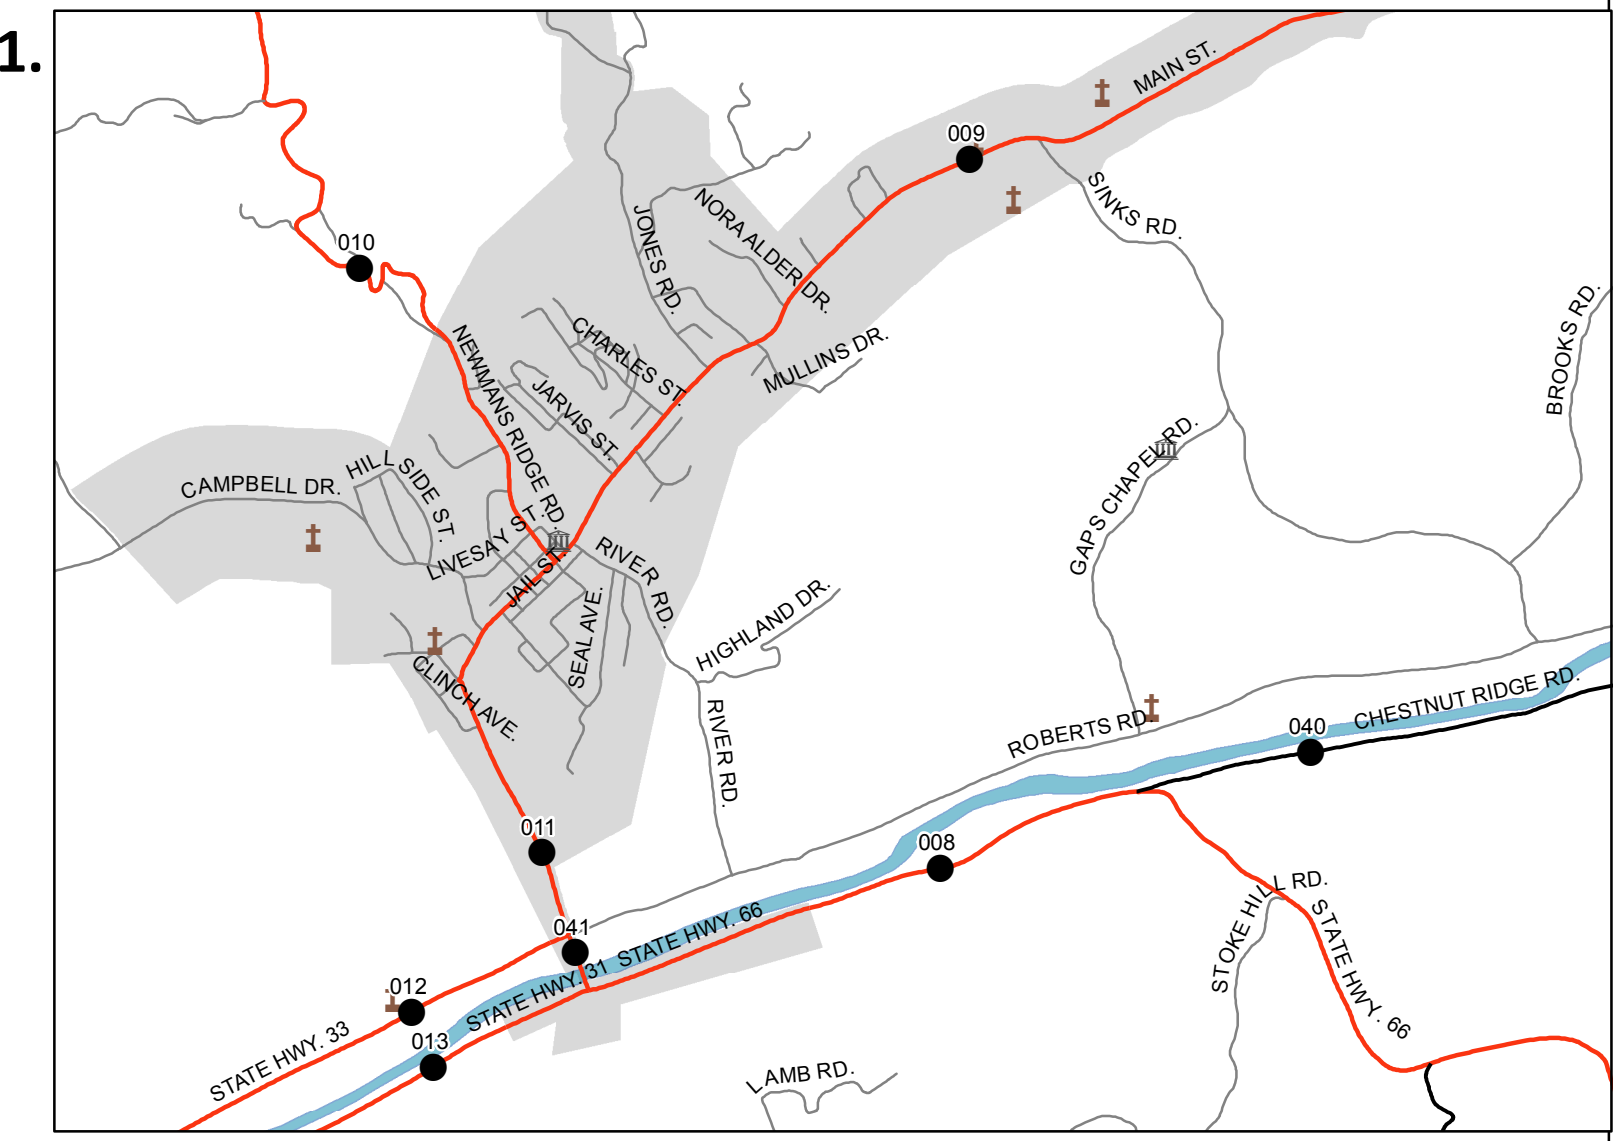 1.
MAIN ST.
009
SINKS RD.
NORA ALDER DR.
JONES RD.
010
BROOKS RD.
CHARLES ST.
MULLINS DR.
NEWMANS RIDGE RD.
JARVIS ST.
GAPS CHAPEL RD.
HILL SIDE ST.
CAMPBELL DR.
LIVESAY ST.
JAIL ST.
RIVER RD.
HIGHLAND DR.
SEAL AVE.
CLINCH AVE.
RIVER RD.
ROBERTS RD.
CHESTNUT RIDGE RD.
040
011
008
STOKE HILL RD.
STATE HWY. 66
041
STATE HWY. 66
STATE HWY. 31
012
013
STATE HWY. 33
LAMB RD.